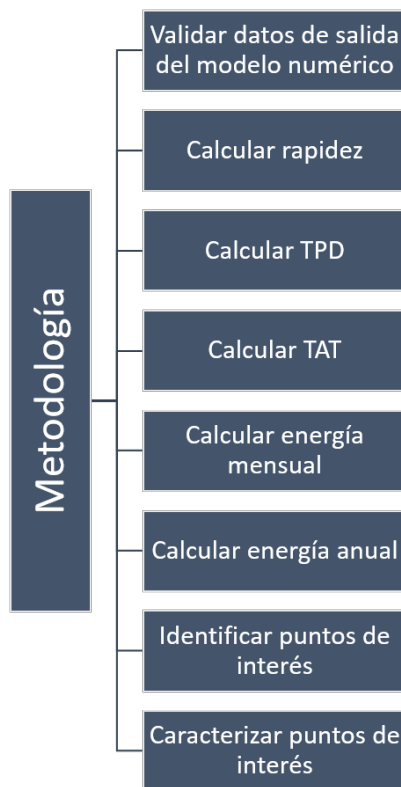 Metodología
Validar datos de salida
del modelo numérico
Calcular rapidez
Calcular TPD
Calcular TAT
Calcular energía
mensual
Calcular energía anual
Identificar puntos de
interés
Caracterizar puntos de
interés